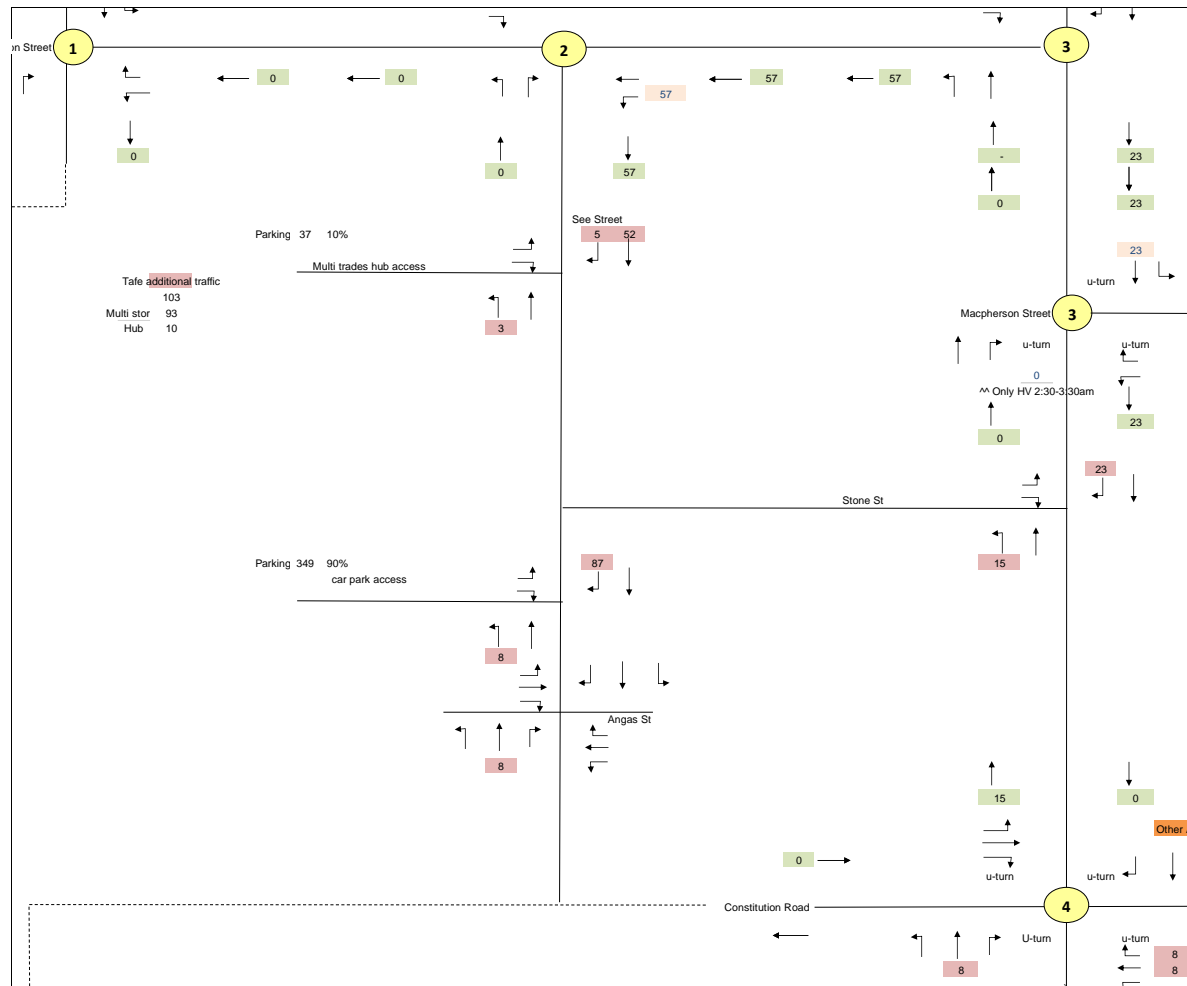 on Street 1 2 3
0 0 57 57 57
0 0 57 - 23
0 23
See Street
Parking 37 10% 5 52
23
Multi trades hub access
u-turn
Tafe additional traffic
103
Multi stor 93
Hub 10
3
Macpherson Street 3
u-turn u-turn
0
^^ Only HV 2:30-3:30am
23
0
23
Stone St
Parking 349 90% 87 15
car park access
8
Angas St
8
15 0
Other
0
u-turn u-turn
Constitution Road 4
U-turn u-turn
8 8
8